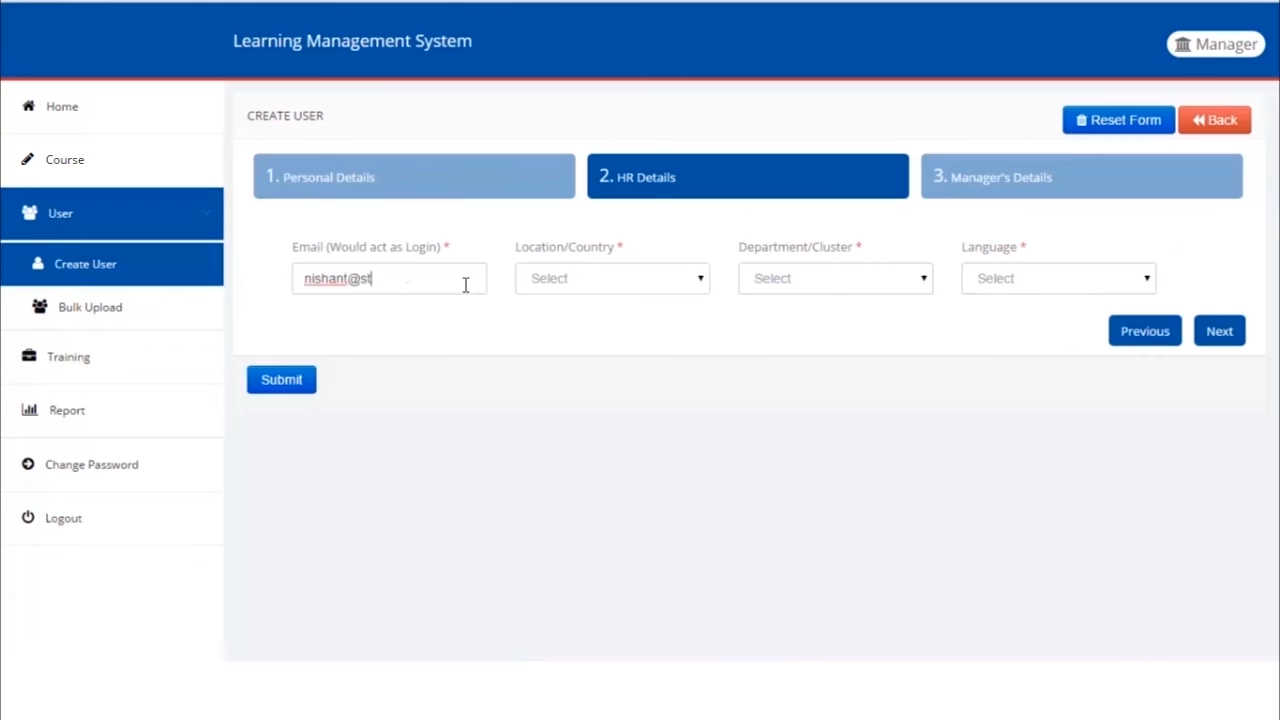 Learning Management System
Manager
Home
Course
User
Create User
Bulk Upload
Training
Report
Change Password
Logout
CREATE USER
Reset Form
Back
1. Personal Details
2. HR Details
3. Manager's Details
Email (Would act as Login) *
Location/Country *
Department/Cluster *
Language *
nishant@st
Select
Select
Select
Previous
Next
Submit